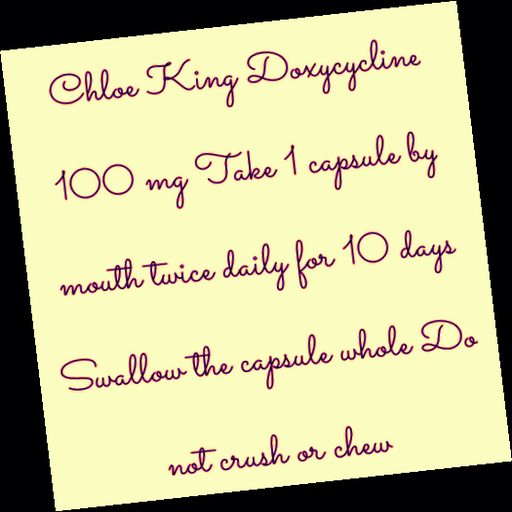 Chloe King Doxycycline
100 mg Take 1 capsule by
mouth twice daily for 10 days
Swallow the capsule whole Do
not crush or chew